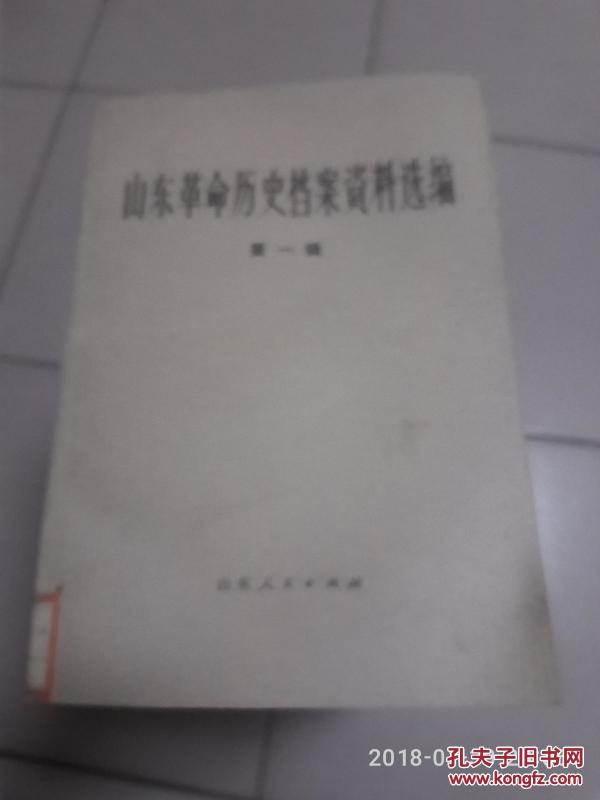 山东革命历史档案资料选编
第一辑
山东人民出版社
2018-0
孔夫子旧书网
www.kongfz.com